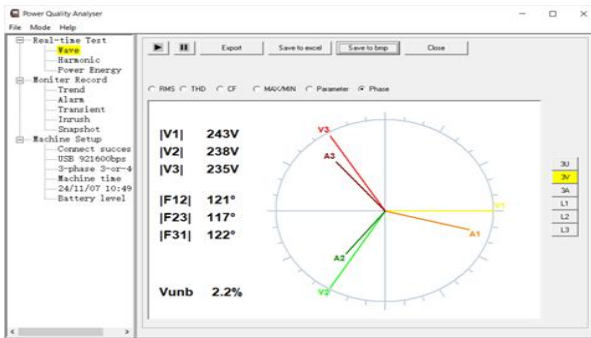 Power Quality Analyser
File Mode Help
Real-time Test
Wave
Harmonic
Power Energy
Moniter Record
Trend
Alarm
Transient
Inrush
Snapshot
Machine Setup
Connect succes
USB 921600bps
3-phase 3-or-4
Machine time
24/11/07 10:49
Battery level
Export Save to excel Save to bmp Close
RMS THD CF MAX/MIN Parameter Phase
|V1| 243V
|V2| 238V
|V3| 235V
|F12| 121°
|F23| 117°
|F31| 122°
Vunb 2.2%
V3
A3
V1
A1
A2
V2
3U
3V
3A
L1
L2
L3